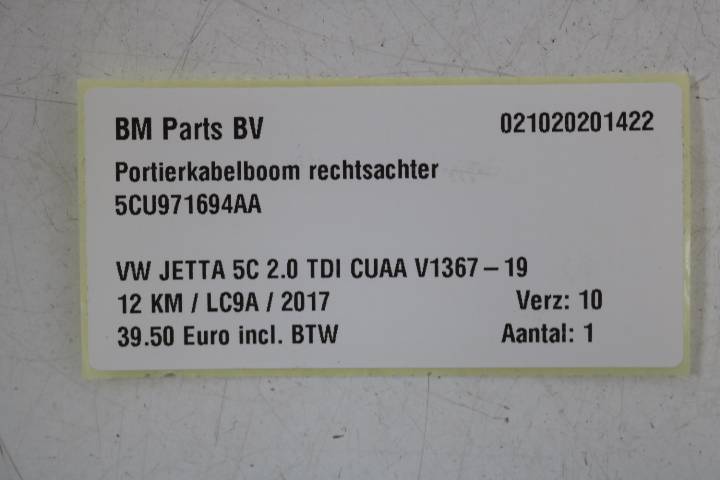 BM Parts BV 021020201422
Portierkabelboom rechtsachter
5CU971694AA
VW JETTA 5C 2.0 TDI CUAA V1367 – 19
12 KM / LC9A / 2017 Verz: 10
39.50 Euro incl. BTW Aantal: 1